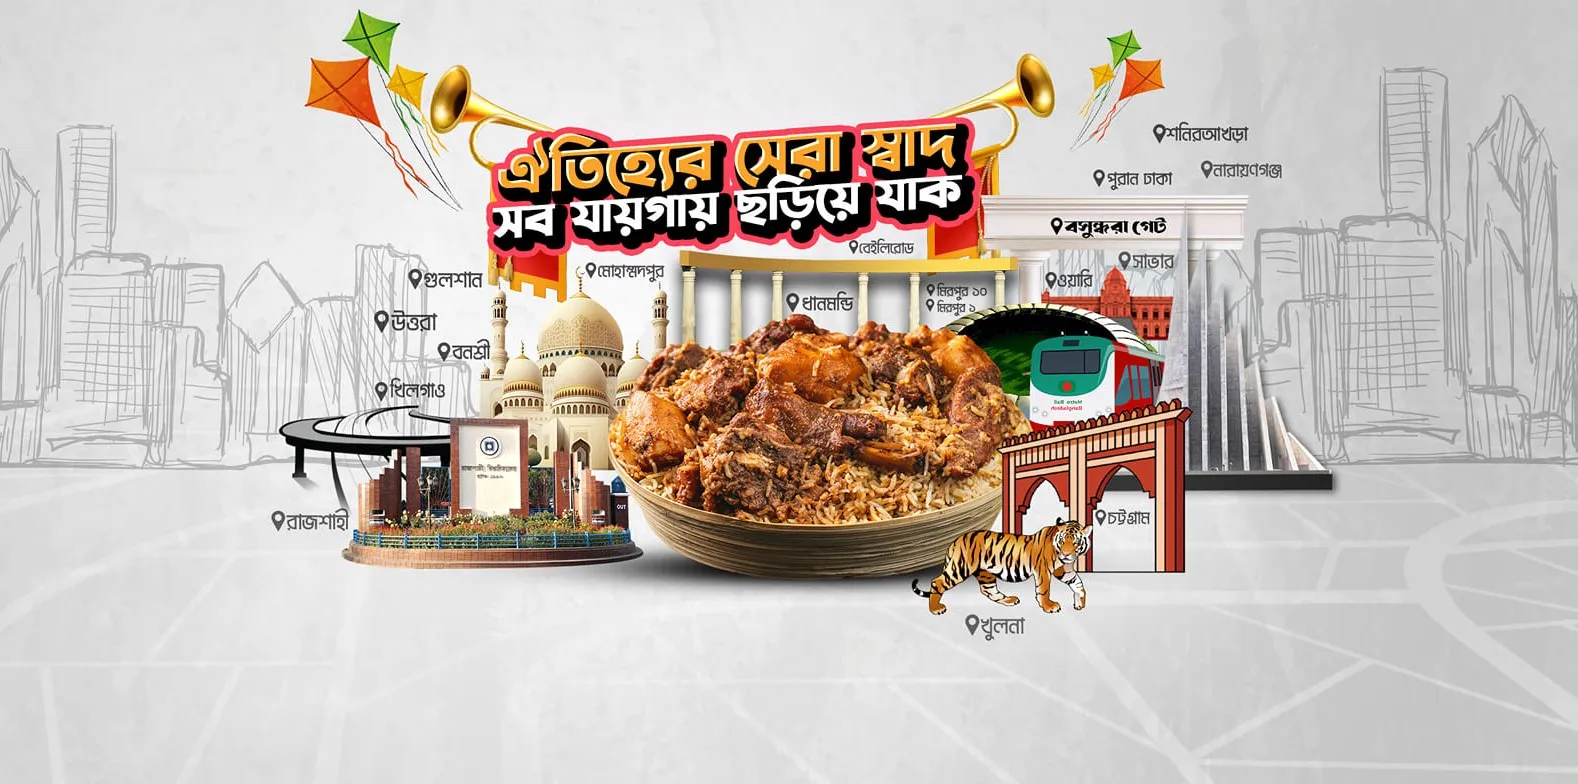 ঐতিহ্যের সেরা স্বাদ
সব যায়গায় ছড়িয়ে যাক
শনিরআখড়া
পুরান ঢাকা
নারায়ণগঞ্জ
বসুন্ধরা গেট
বেইলিরোড
সাভার
গুলশান
মোহাম্মদপুর
ওয়ারি
ধানমন্ডি
মিরপুর ১০
মিরপুর ১
উত্তরা
বনশ্রী
খিলগাও
রাজশাহী
OUT
চট্টগ্রাম
খুলনা